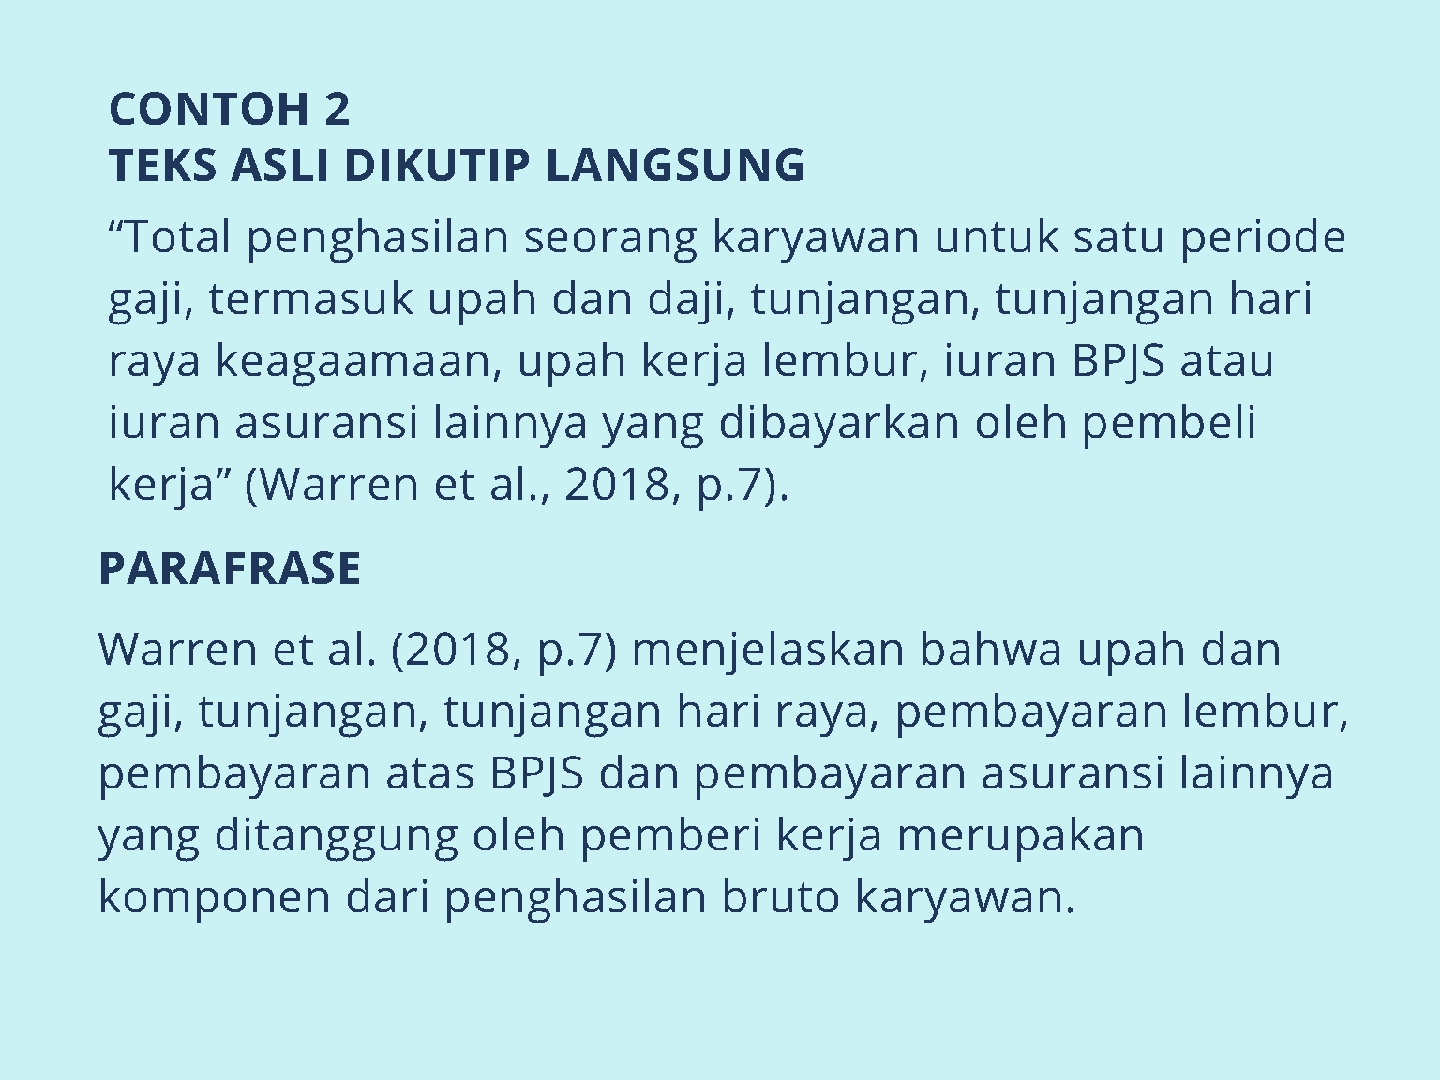 CONTOH 2
TEKS ASLI DIKUTIP LANGSUNG
“Total penghasilan seorang karyawan untuk satu periode
gaji, termasuk upah dan daji, tunjangan, tunjangan hari
raya keagaamaan, upah kerja lembur, iuran BPJS atau
iuran asuransi lainnya yang dibayarkan oleh pembeli
kerja” (Warren et al., 2018, p.7).
PARAFRASE
Warren et al. (2018, p.7) menjelaskan bahwa upah dan
gaji, tunjangan, tunjangan hari raya, pembayaran lembur,
pembayaran atas BPJS dan pembayaran asuransi lainnya
yang ditanggung oleh pemberi kerja merupakan
komponen dari penghasilan bruto karyawan.